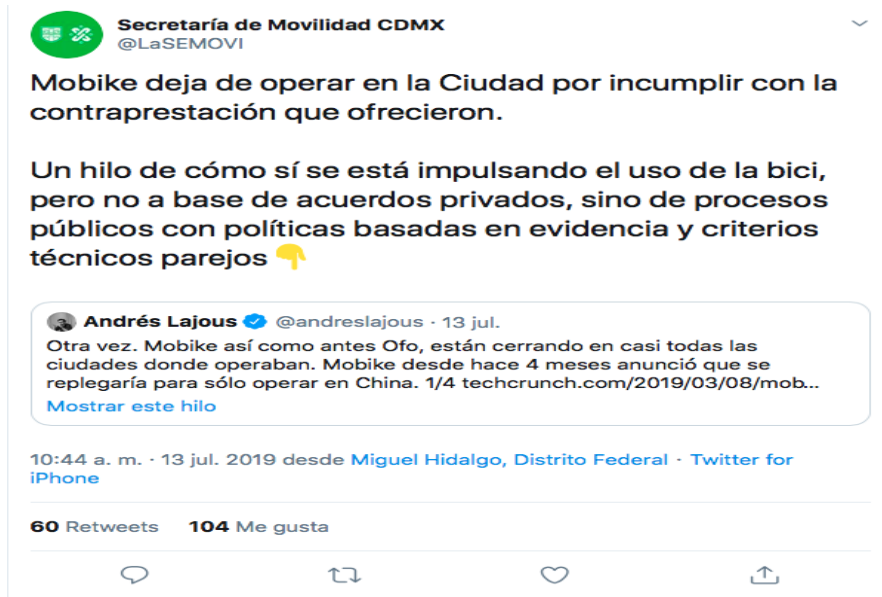 Secretaría de Movilidad CDMX
@LaSEMOVI
Mobike deja de operar en la Ciudad por incumplir con la
contraprestación que ofrecieron.
Un hilo de cómo sí se está impulsando el uso de la bici,
pero no a base de acuerdos privados, sino de procesos
públicos con políticas basadas en evidencia y criterios
técnicos parejos 👇
Andrés Lajous @andreslajous · 13 jul.
Otra vez. Mobike así como antes Ofo, están cerrando en casi todas las
ciudades donde operaban. Mobike desde hace 4 meses anunció que se
replegaría para sólo operar en China. 1/4 techcrunch.com/2019/03/08/mob...
Mostrar este hilo
10:44 a. m. · 13 jul. 2019 desde Miguel Hidalgo, Distrito Federal · Twitter for
iPhone
60 Retweets 104 Me gusta